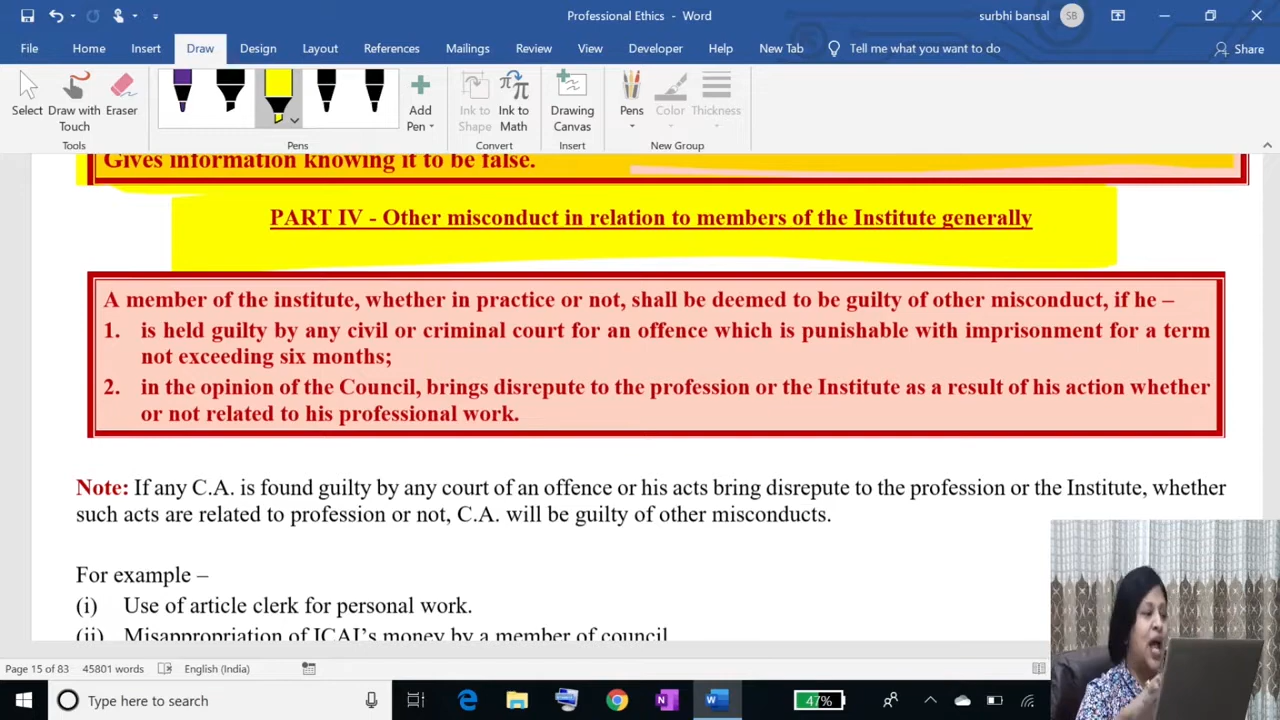 Professional Ethics - Word
surbhi bansal
SB
File Home Insert Draw Design Layout References Mailings Review View Developer Help New Tab Tell me what you want to do Share
Select Draw with Touch Eraser
Add Pen
Ink to Shape Ink to Math
Drawing Canvas
Pens Color Thickness
Tools Pens Convert Insert New Group
Gives information knowing it to be false.
PART IV - Other misconduct in relation to members of the Institute generally
A member of the institute, whether in practice or not, shall be deemed to be guilty of other misconduct, if he –
1. is held guilty by any civil or criminal court for an offence which is punishable with imprisonment for a term
not exceeding six months;
2. in the opinion of the Council, brings disrepute to the profession or the Institute as a result of his action whether
or not related to his professional work.
Note: If any C.A. is found guilty by any court of an offence or his acts bring disrepute to the profession or the Institute, whether
such acts are related to profession or not, C.A. will be guilty of other misconducts.
For example –
(i) Use of article clerk for personal work.
(ii) Misappropriation of ICAI's money by a member of council
Page 15 of 83 45801 words English (India)
Type here to search
47%